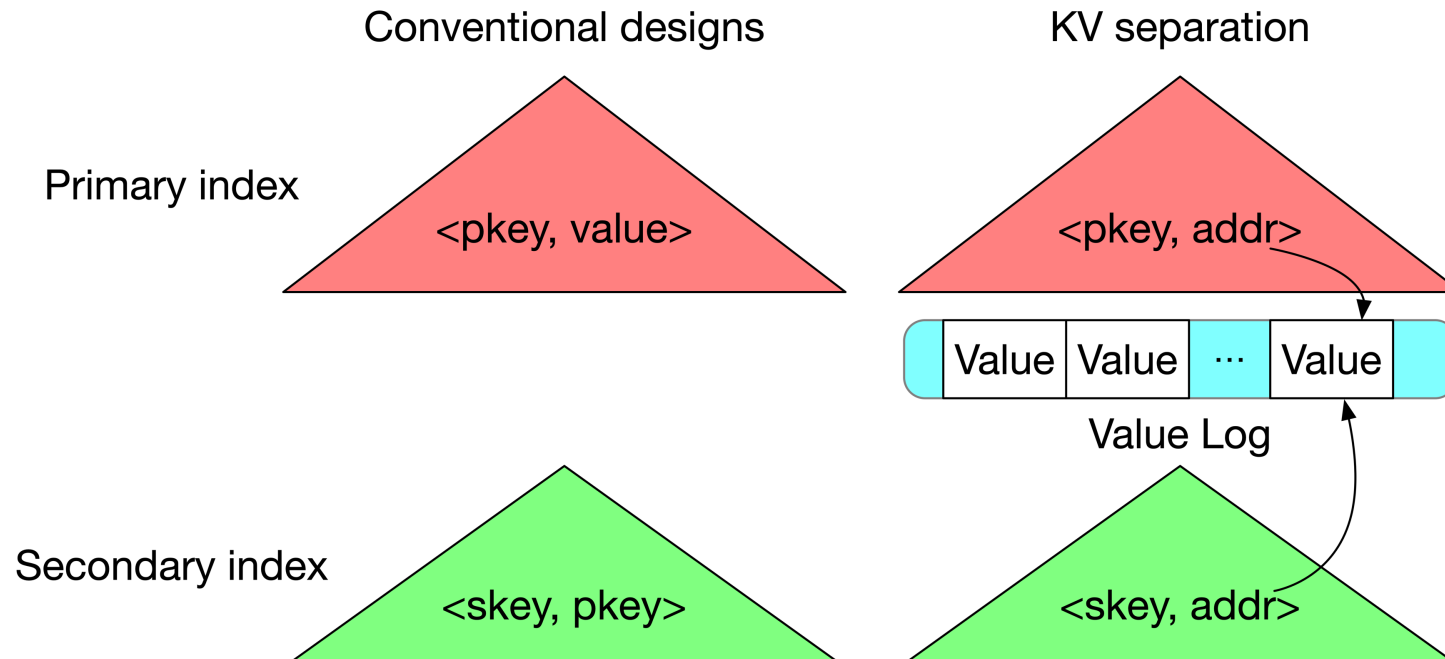 Conventional designs
KV separation
Primary index
<pkey, value>
<pkey, addr>
Value
Value
...
Value
Value Log
Secondary index
<skey, pkey>
<skey, addr>